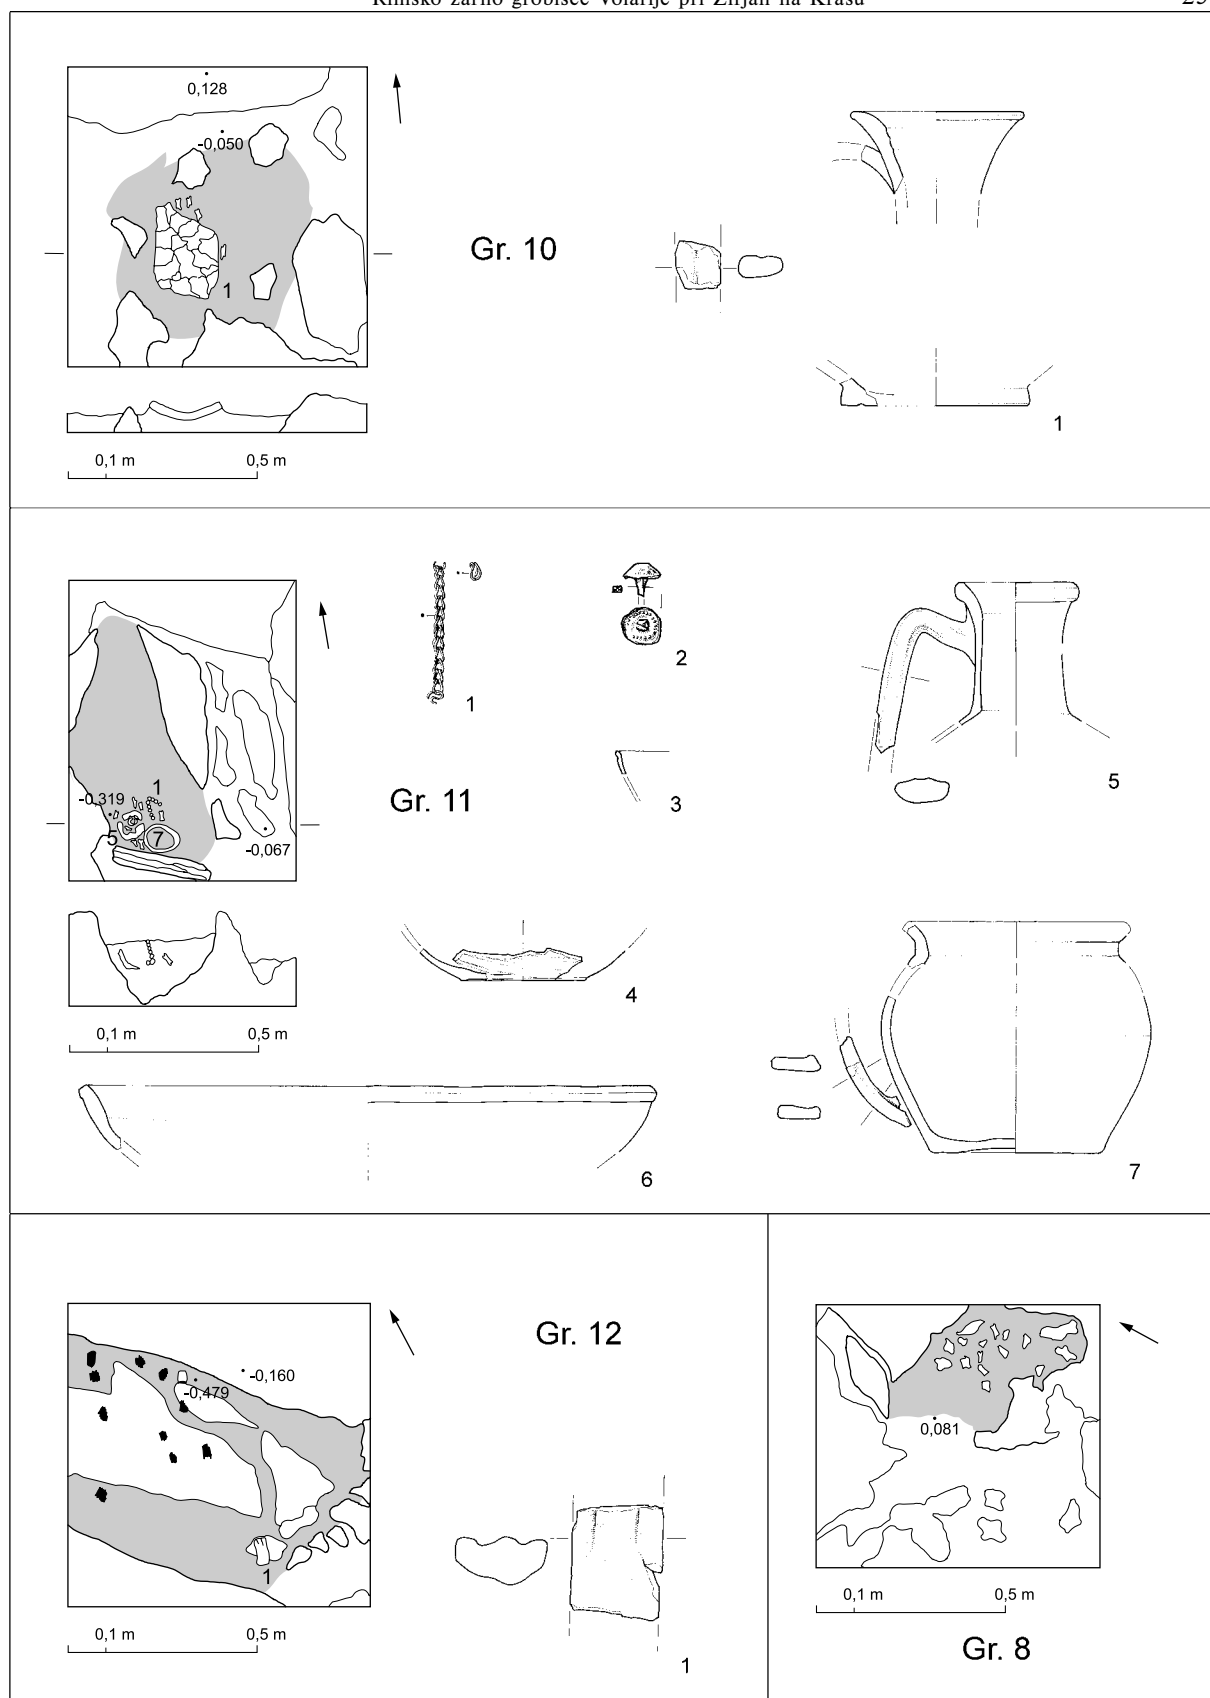 Rimsko žarno grobišče Volarije pri Žirjah na Krasu
0,128
-0,050
1
0,1 m 0,5 m
Gr. 10
1
-0,319
1
5
7
-0,067
0,1 m 0,5 m
Gr. 11
1
2
3
4
5
6
7
-0,160
-0,479
1
0,1 m 0,5 m
Gr. 12
1
0,081
0,1 m 0,5 m
Gr. 8